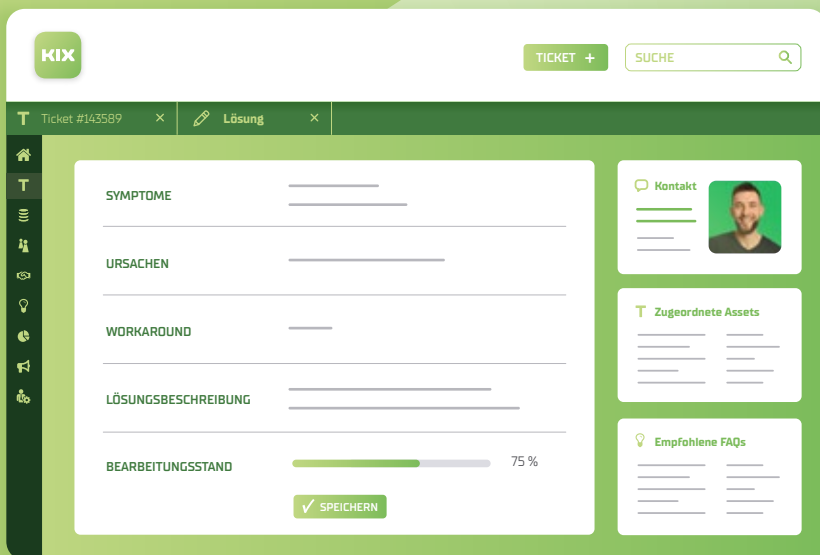 KIX
TICKET +
SUCHE
T Ticket #143589 ×
Lösung ×
T
SYMPTOME
URSACHEN
WORKAROUND
LÖSUNGSBESCHREIBUNG
BEARBEITUNGSSTAND
75 %
SPEICHERN
Kontakt
T Zugeordnete Assets
Empfohlene FAQs